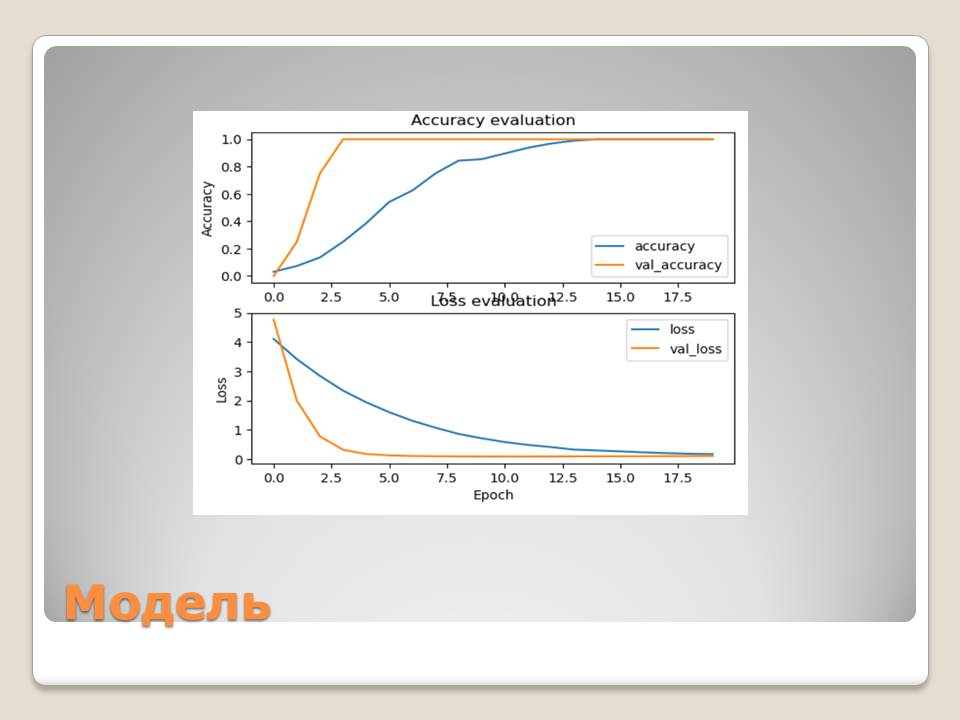 Accuracy evaluation
Accuracy
1.0
0.8
0.6
0.4
0.2
0.0
accuracy
val_accuracy
0.0 2.5 5.0 7.5 10.0 12.5 15.0 17.5
Loss evaluation
Loss
5
4
3
2
1
0
loss
val_loss
0.0 2.5 5.0 7.5 10.0 12.5 15.0 17.5
Epoch
Модель